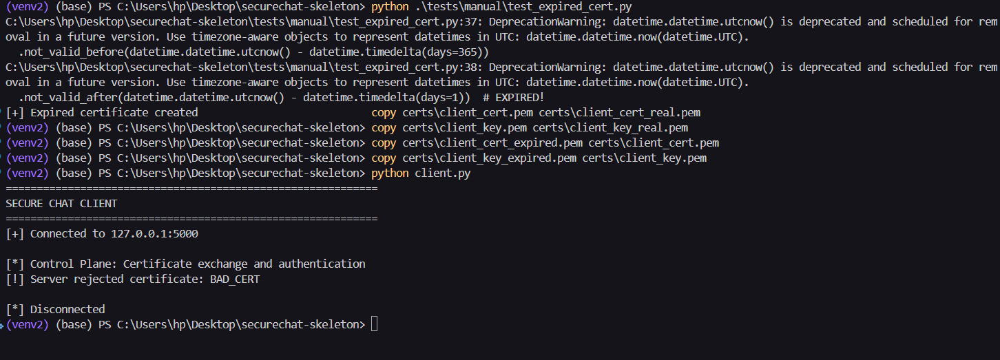 (venv2) (base) PS C:\Users\hp\Desktop\securechat-skeleton> python .\tests\manual\test_expired_cert.py
C:\Users\hp\Desktop\securechat-skeleton\tests\manual\test_expired_cert.py:37: DeprecationWarning: datetime.datetime.utcnow() is deprecated and scheduled for rem
oval in a future version. Use timezone-aware objects to represent datetimes in UTC: datetime.datetime.now(datetime.UTC).
  .not_valid_before(datetime.datetime.utcnow() - datetime.timedelta(days=365))
C:\Users\hp\Desktop\securechat-skeleton\tests\manual\test_expired_cert.py:38: DeprecationWarning: datetime.datetime.utcnow() is deprecated and scheduled for rem
oval in a future version. Use timezone-aware objects to represent datetimes in UTC: datetime.datetime.now(datetime.UTC).
  .not_valid_after(datetime.datetime.utcnow() - datetime.timedelta(days=1))  # EXPIRED!
[+] Expired certificate created                            copy certs\client_cert.pem certs\client_cert_real.pem
(venv2) (base) PS C:\Users\hp\Desktop\securechat-skeleton> copy certs\client_key.pem certs\client_key_real.pem
(venv2) (base) PS C:\Users\hp\Desktop\securechat-skeleton> copy certs\client_cert_expired.pem certs\client_cert.pem
(venv2) (base) PS C:\Users\hp\Desktop\securechat-skeleton> copy certs\client_key_expired.pem certs\client_key.pem
(venv2) (base) PS C:\Users\hp\Desktop\securechat-skeleton> python client.py
============================================================
SECURE CHAT CLIENT
============================================================
[+] Connected to 127.0.0.1:5000
[*] Control Plane: Certificate exchange and authentication
[!] Server rejected certificate: BAD_CERT
[*] Disconnected
(venv2) (base) PS C:\Users\hp\Desktop\securechat-skeleton>